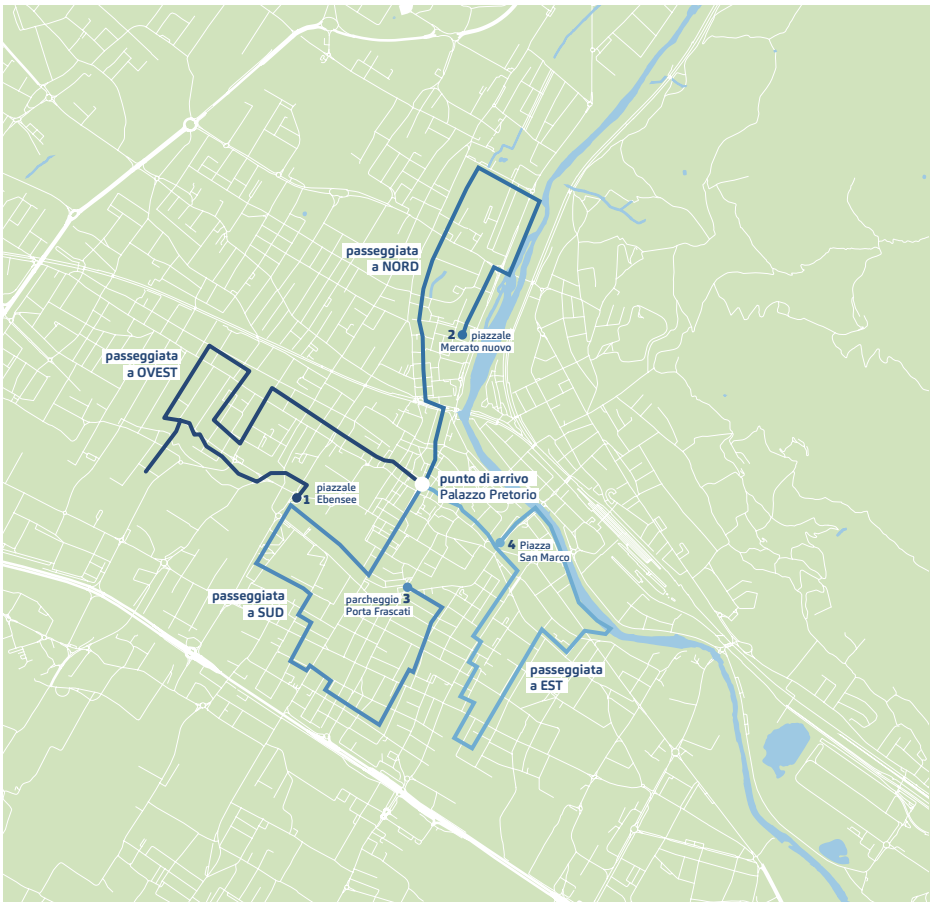 passeggiata
a NORD
2 piazzale
Mercato nuovo
passeggiata
a OVEST
punto di arrivo
Palazzo Pretorio
piazzale
1 Ebensee
4 Piazza
San Marco
passeggiata
a SUD
parcheggio 3
Porta Frascati
passeggiata
a EST